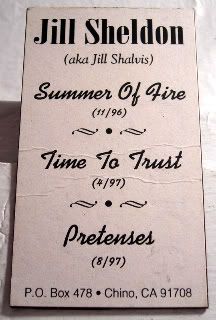 Jill Sheldon
(aka Jill Shalvis)
Summer Of Fire
(11/96)
Time To Trust
(4/97)
Pretenses
(8/97)
P.O. Box 478 • Chino, CA 91708